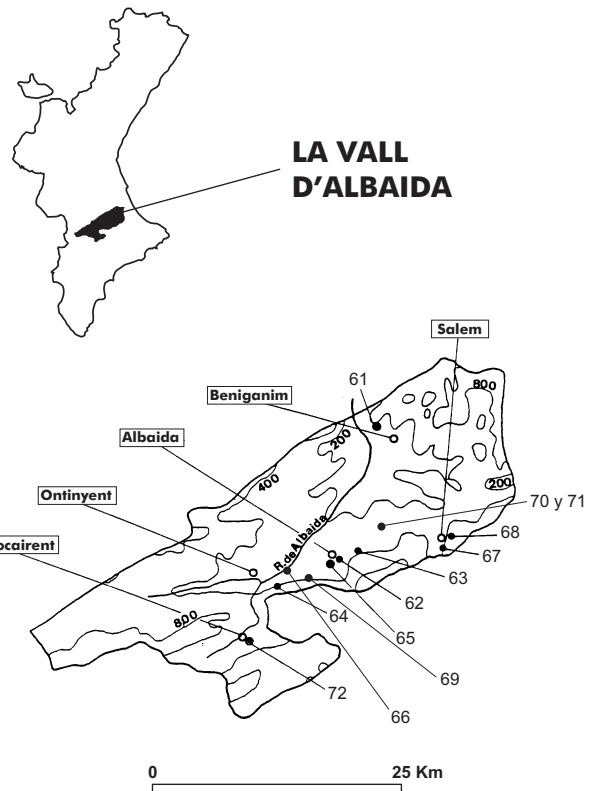 LA VALL
D'ALBAIDA
Salem
61
800
Beniganim
200
Albaida
400
200
Ontinyent
70 y 71
R. de Albaida
68
ocairent
67
63
62
800
64
65
69
72
66
0 25 Km